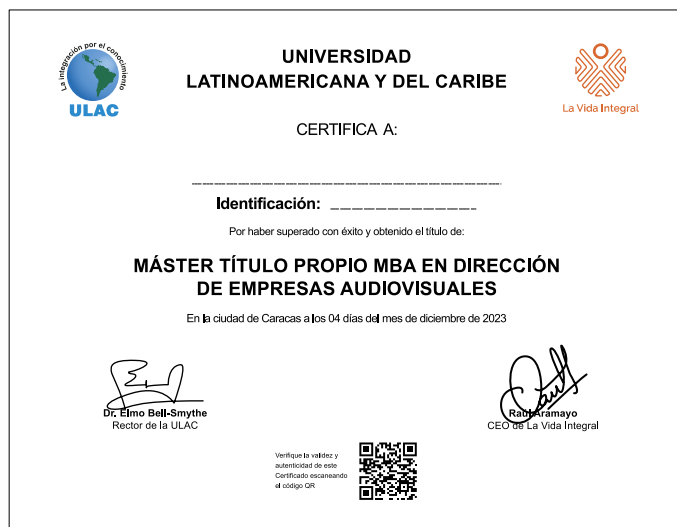 La integración por el conocimiento
ULAC
UNIVERSIDAD
LATINOAMERICANA Y DEL CARIBE
La Vida Integral
CERTIFICA A:
Identificación:
Por haber superado con éxito y obtenido el título de:
MÁSTER TÍTULO PROPIO MBA EN DIRECCIÓN
DE EMPRESAS AUDIOVISUALES
En la ciudad de Caracas a los 04 días del mes de diciembre de 2023
Dr. Elmo Bell-Smythe
Rector de la ULAC
Raúl Aramayo
CEO de La Vida Integral
Verifique la validez y
autenticidad de este
Certificado escaneando
el código QR